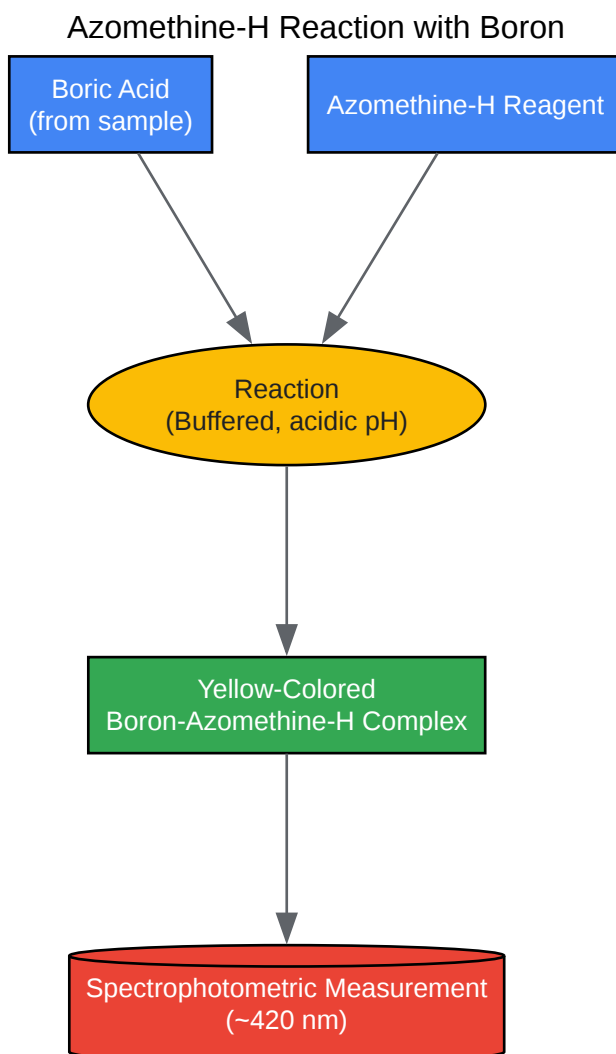 Azomethine-H Reaction with Boron
Boric Acid
(from sample)
Azomethine-H Reagent
Reaction
(Buffered, acidic pH)
Yellow-Colored
Boron-Azomethine-H Complex
Spectrophotometric Measurement
(~420 nm)